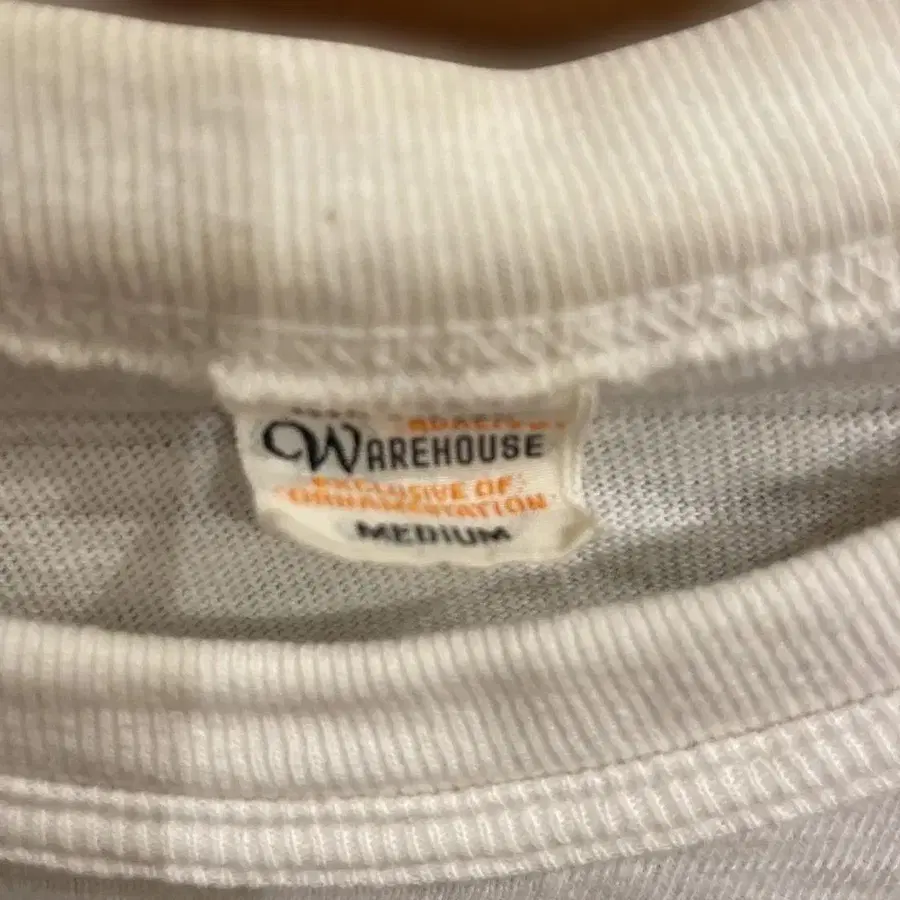 WAREHOUSE
EXCLUSIVE OF
ORNAMENTATION
MEDIUM